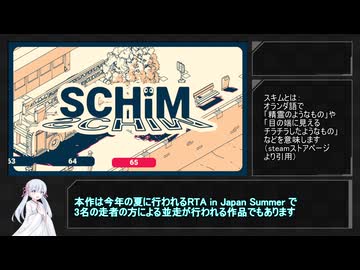 SCHiM
SCHiM
63
64
65
スキムとは：
オランダ語で
「精霊のようなもの」や
「目の端に見える
チラチラしたようなもの」
などを意味します
（steamストアページ
より引用）
本作は今年の夏に行われるRTA in Japan Summer で
3名の走者の方による並走が行われる作品でもあります